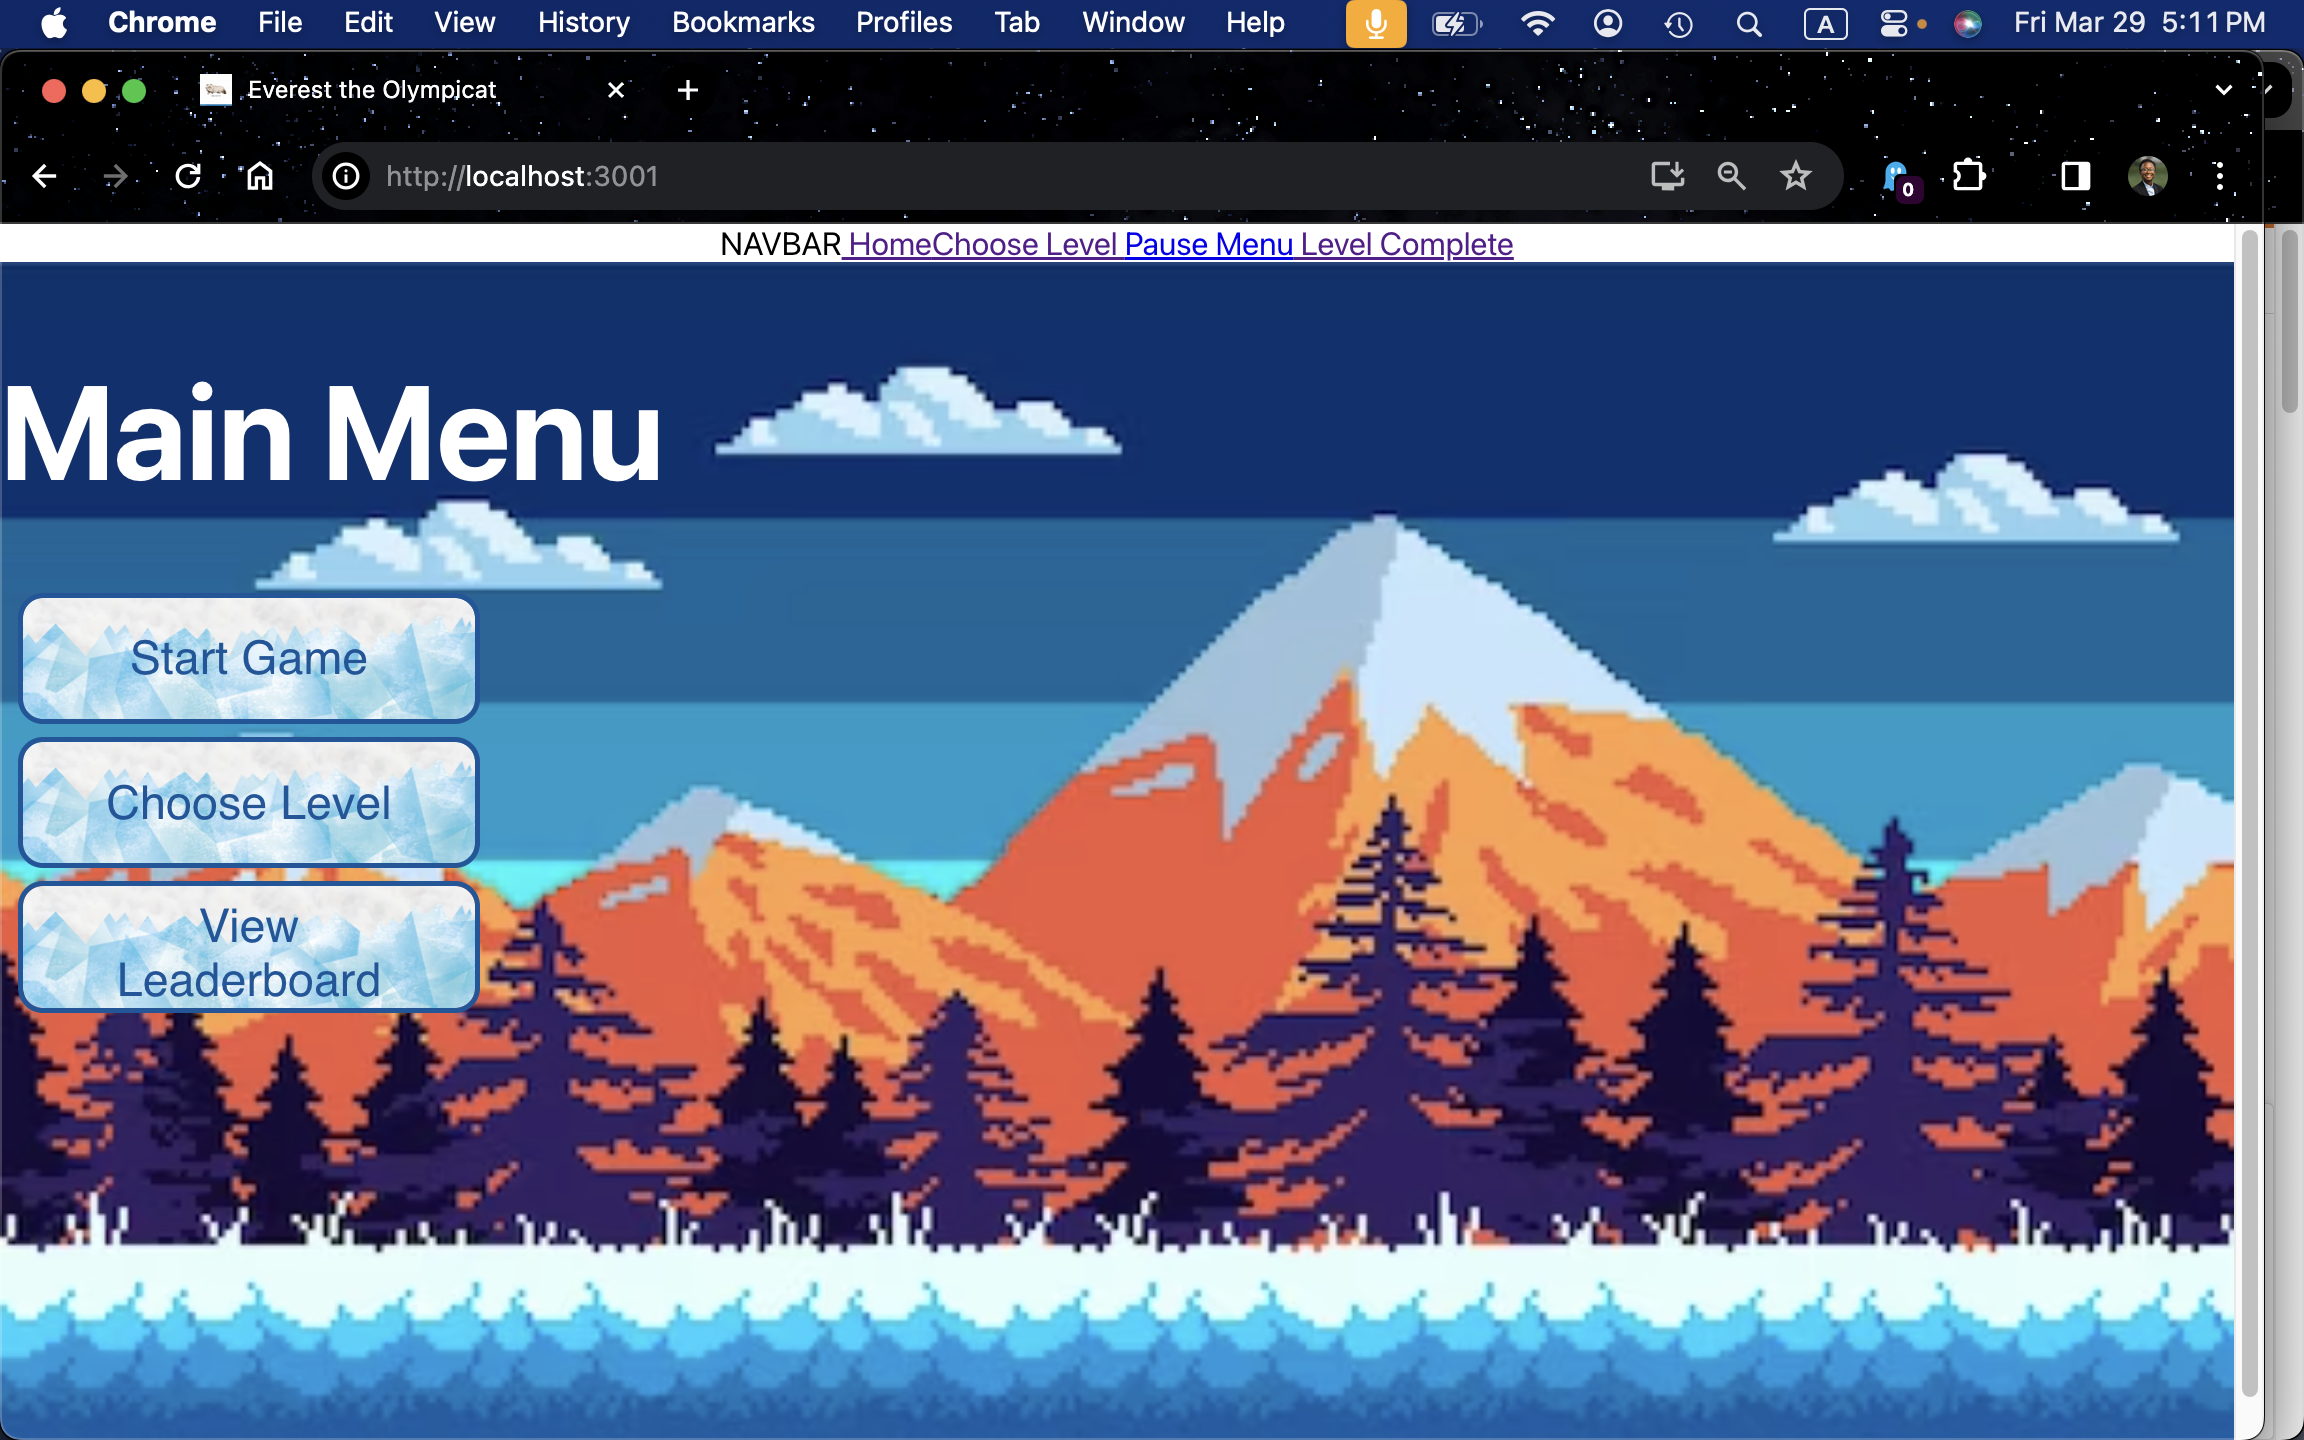 Chrome File Edit View History Bookmarks Profiles Tab Window Help A Fri Mar 29 5:11 PM
Everest the Olympicat
http://localhost:3001
0
NAVBAR HomeChoose Level Pause Menu Level Complete
Main Menu
Start Game
Choose Level
View
Leaderboard